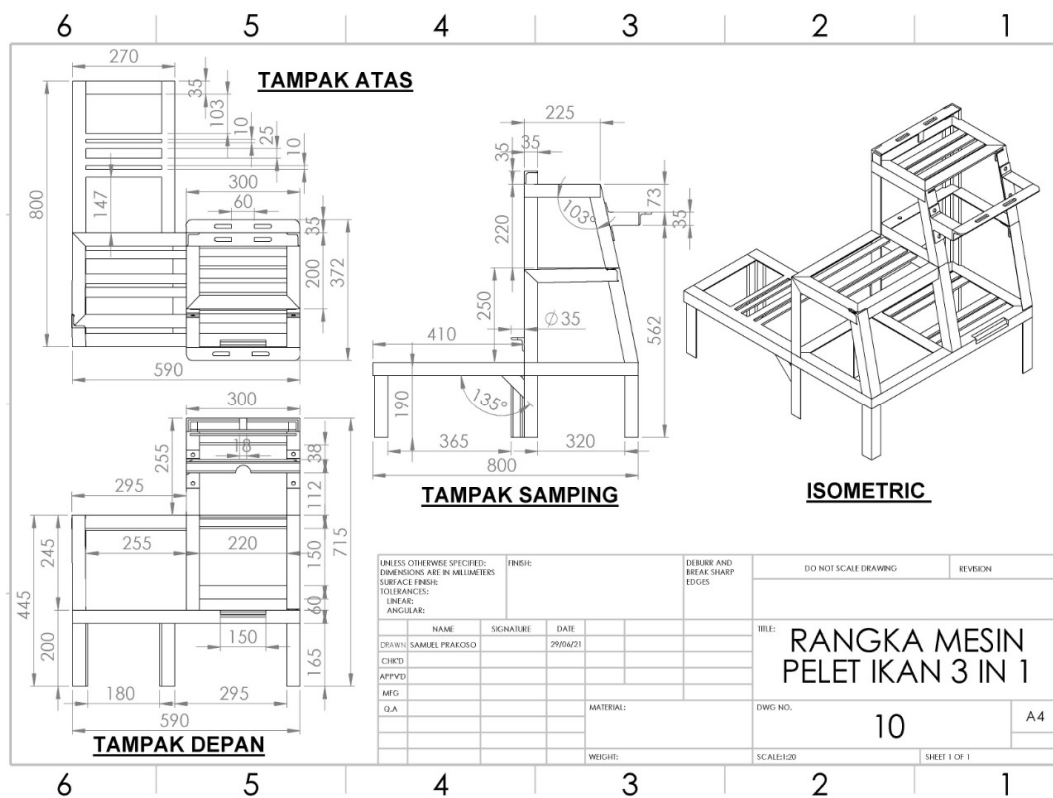 6 5 4 3 2 1
TAMPAK ATAS
270
35
103
10
25
10
800
147
300
60
35
200
372
590
225
35
35
73
103°
35
220
250
Ø35
410
562
190
135°
365
320
800
TAMPAK SAMPING
ISOMETRIC
300
255
18
38
295
112
715
255
220
245
150
445
60
200
150
165
180
295
590
TAMPAK DEPAN
UNLESS OTHERWISE SPECIFIED:
DIMENSIONS ARE IN MILLIMETERS
SURFACE FINISH:
TOLERANCES:
LINEAR:
ANGULAR:
FINISH:
DEBURR AND
BREAK SHARP
EDGES
DO NOT SCALE DRAWING
REVISION
NAME SIGNATURE DATE
DRAWN SAMUEL PRAKOSO 29/06/21
CHK'D
APPV'D
MFG
Q.A
MATERIAL:
WEIGHT:
TITLE:
RANGKA MESIN
PELET IKAN 3 IN 1
DWG NO.
10
A4
SCALE:1:20
SHEET 1 OF 1
6 5 4 3 2 1